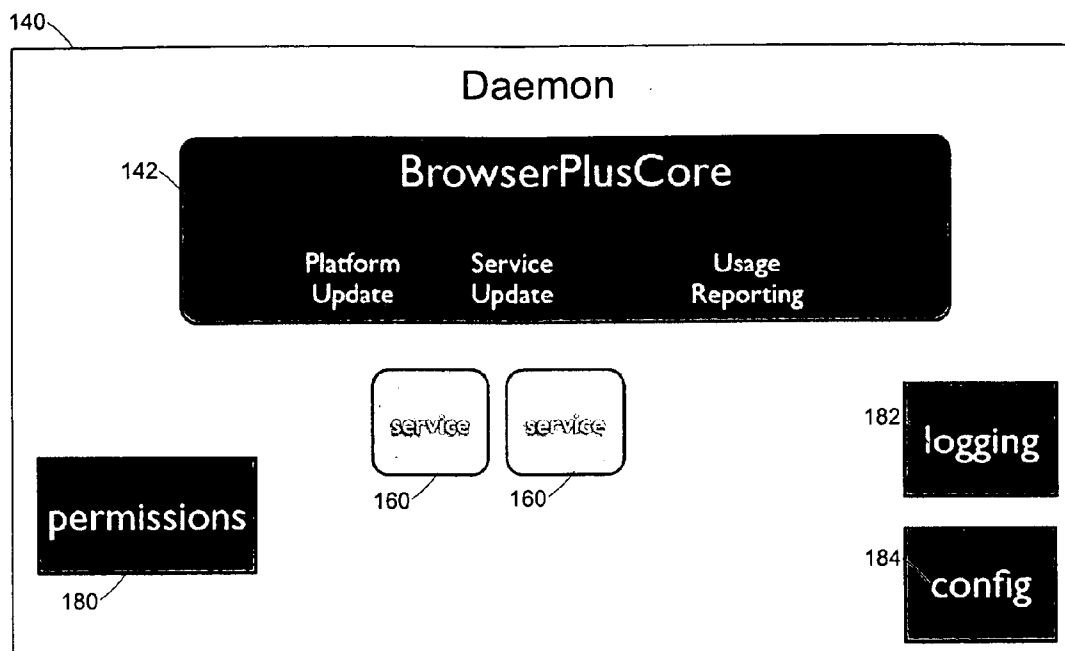 140
Daemon
142
BrowserPlusCore
Platform Update
Service Update
Usage Reporting
service
service
160
160
permissions
180
182
logging
184
config